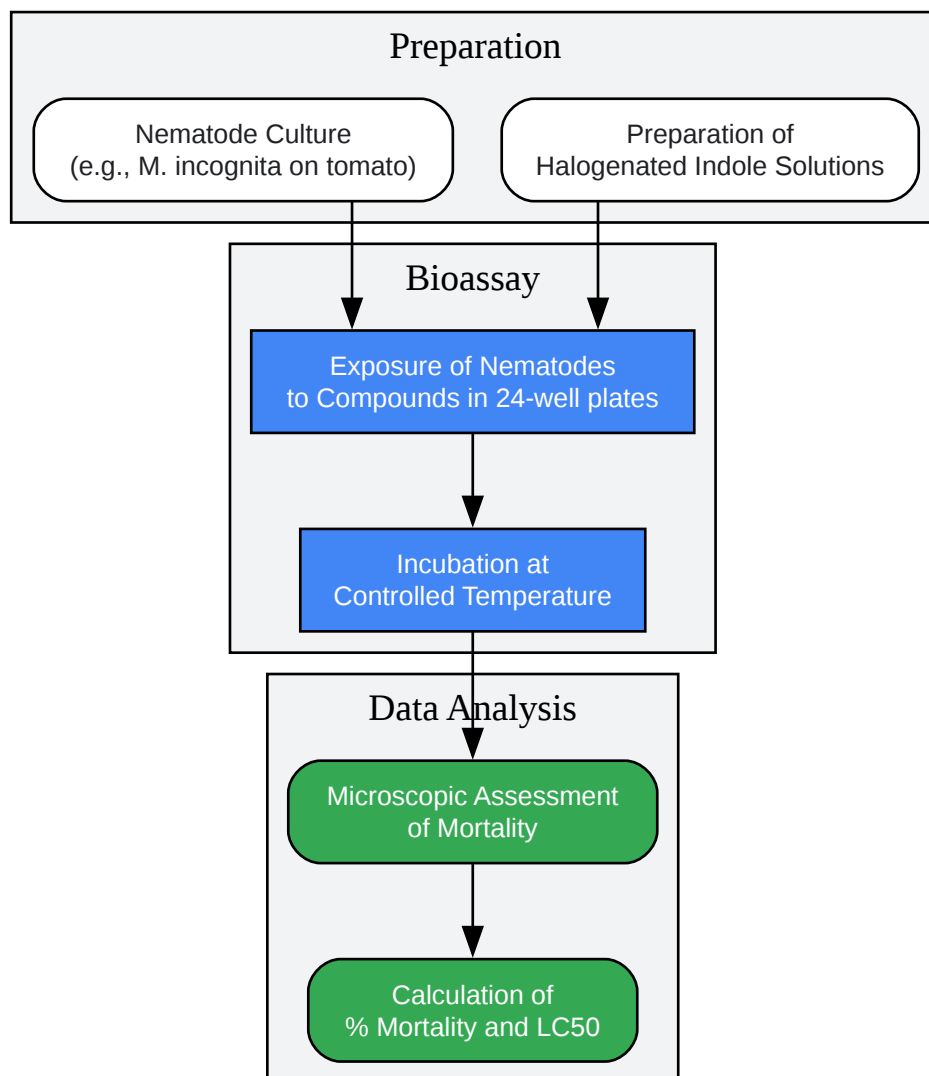 Preparation
Nematode Culture
(e.g., M. incognita on tomato)
Preparation of
Halogenated Indole Solutions
Bioassay
Exposure of Nematodes
to Compounds in 24-well plates
Incubation at
Controlled Temperature
Data Analysis
Microscopic Assessment
of Mortality
Calculation of
% Mortality and LC50